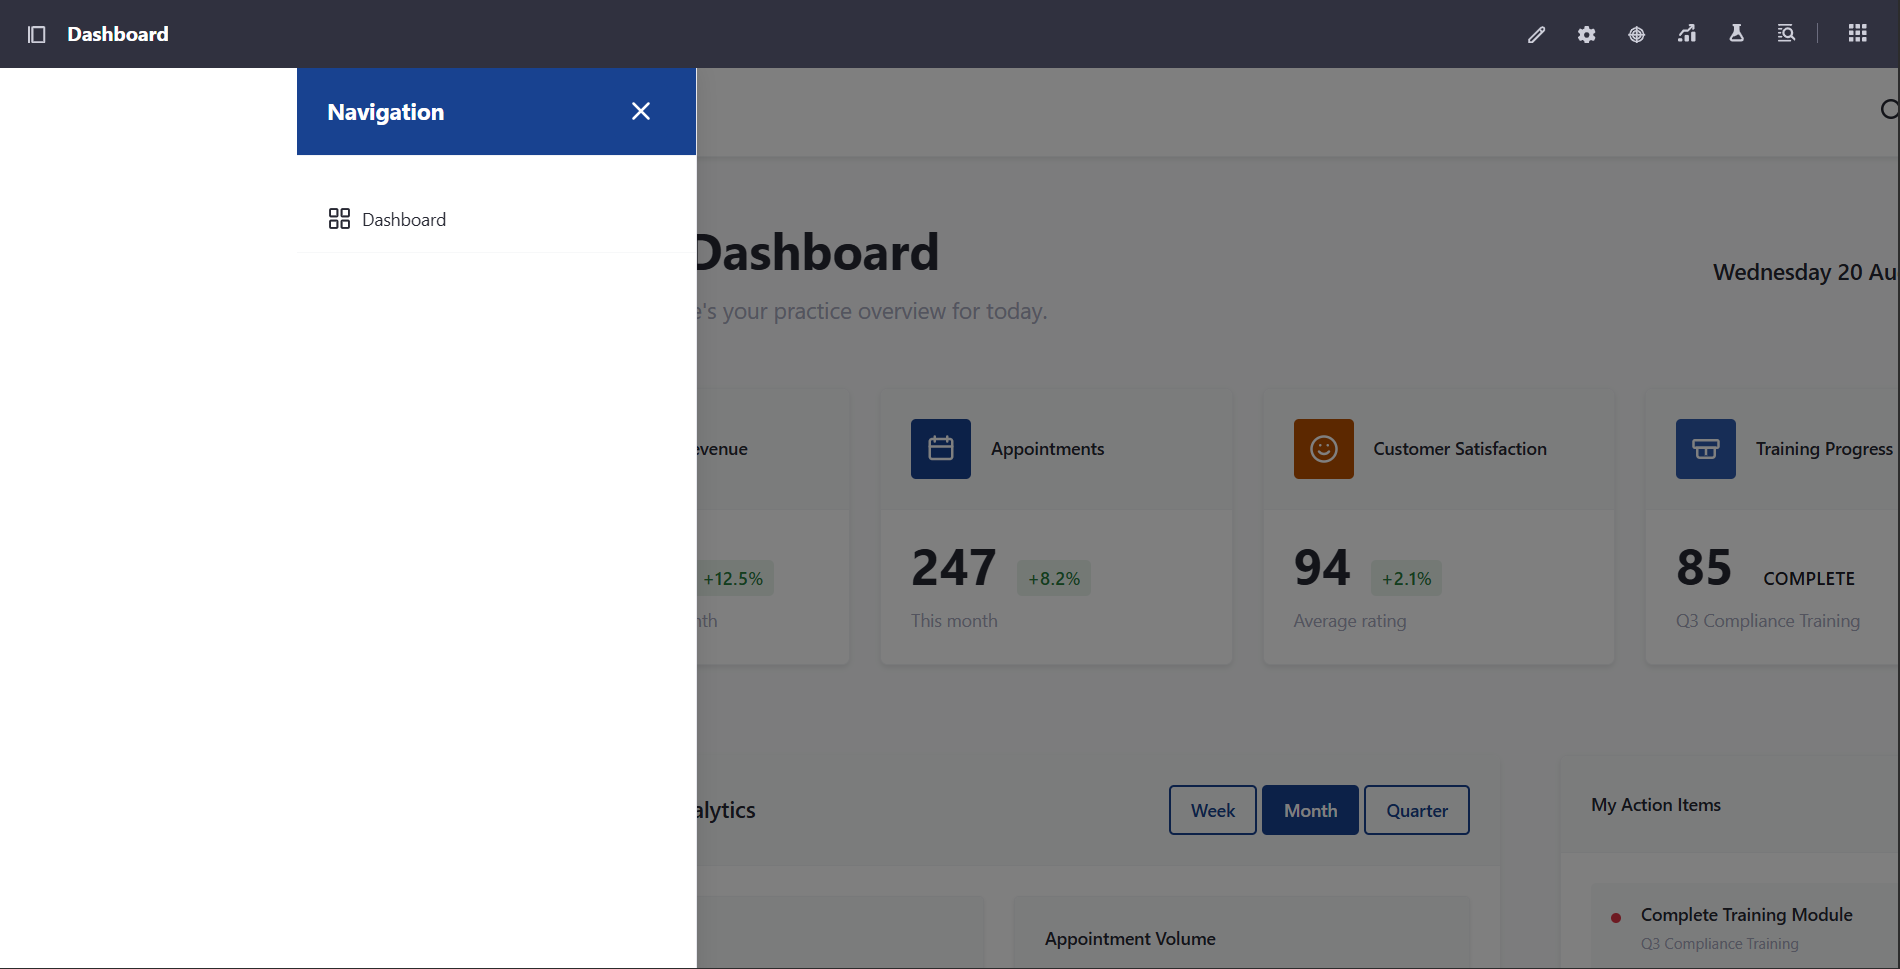 Dashboard
Navigation
Dashboard
Dashboard
's your practice overview for today.
Wednesday 20 Au
venue
Appointments
Customer Satisfaction
Training Progress
+12.5%
247 +8.2%
This month
94 +2.1%
Average rating
85 COMPLETE
Q3 Compliance Training
alytics
Week Month Quarter
My Action Items
Appointment Volume
Complete Training Module
Q3 Compliance Training